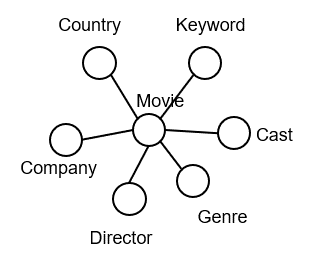 Country
Keyword
Movie
Cast
Company
Genre
Director